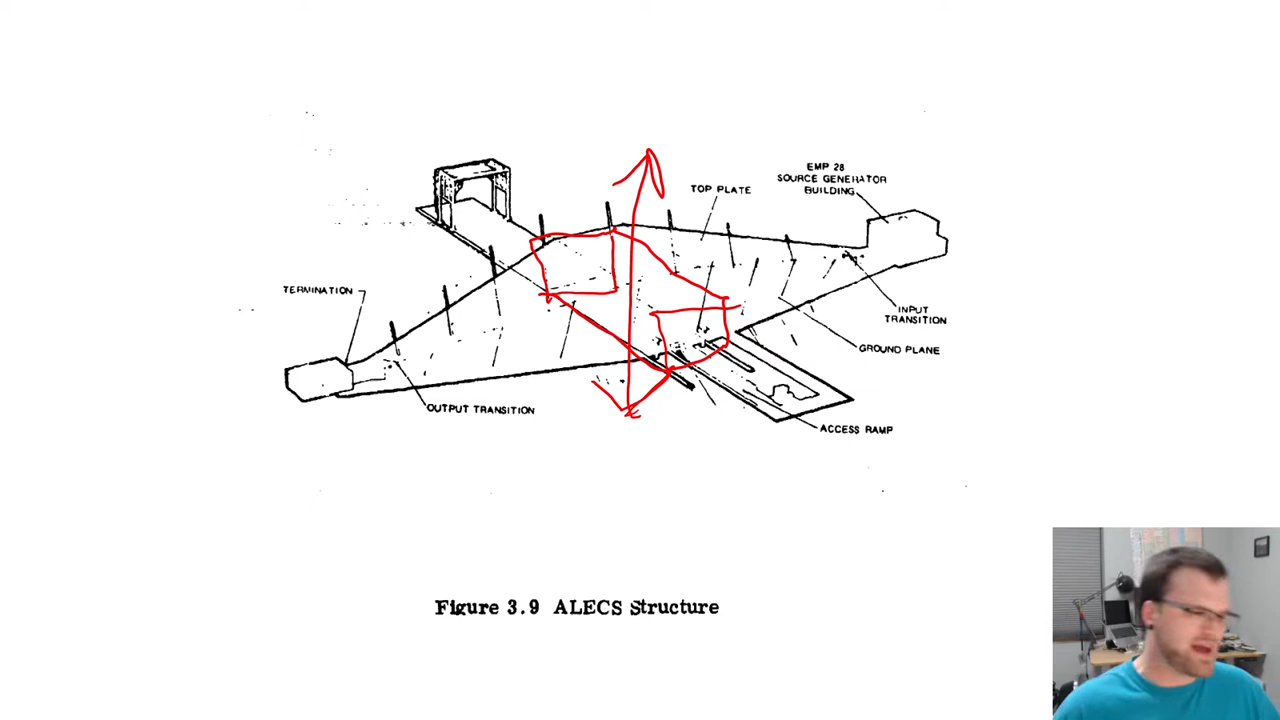 EMP 28
SOURCE GENERATOR
BUILDING
TOP PLATE
TERMINATION
INPUT
TRANSITION
GROUND PLANE
OUTPUT TRANSITION
ACCESS RAMP
Figure 3.9 ALECS Structure